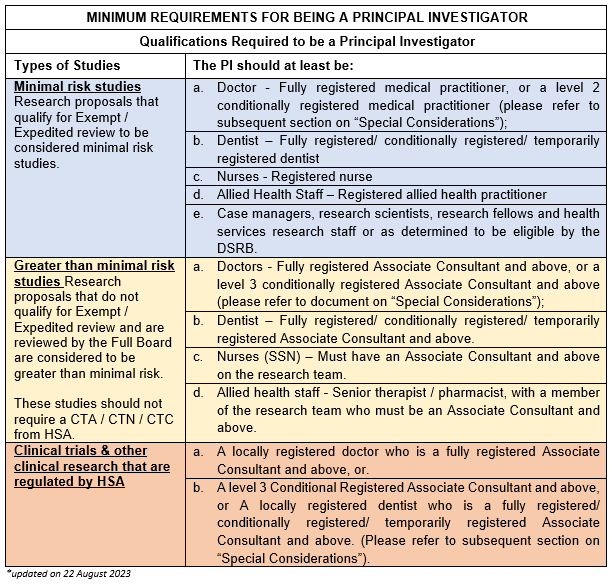 MINIMUM REQUIREMENTS FOR BEING A PRINCIPAL INVESTIGATOR
Qualifications Required to be a Principal Investigator
Types of Studies
The PI should at least be:
Minimal risk studies
Research proposals that
qualify for Exempt /
Expedited review to be
considered minimal risk
studies.
a. Doctor - Fully registered medical practitioner, or a level 2
conditionally registered medical practitioner (please refer to
subsequent section on “Special Considerations”);
b. Dentist – Fully registered/ conditionally registered/ temporarily
registered dentist
c. Nurses - Registered nurse
d. Allied Health Staff – Registered allied health practitioner
e. Case managers, research scientists, research fellows and health
services research staff or as determined to be eligible by the
DSRB.
Greater than minimal risk
studies Research
proposals that do not
qualify for Exempt /
Expedited review and are
reviewed by the Full Board
are considered to be
greater than minimal risk.
These studies should not
require a CTA / CTN / CTC
from HSA.
a. Doctors - Fully registered Associate Consultant and above, or a
level 3 conditionally registered Associate Consultant and above
(please refer to document on “Special Considerations”);
b. Dentist – Fully registered/ conditionally registered/ temporarily
registered Associate Consultant and above.
c. Nurses (SSN) – Must have an Associate Consultant and above
on the research team.
d. Allied health staff - Senior therapist / pharmacist, with a
member of the research team who must be an Associate Consultant and
above.
Clinical trials & other
clinical research that are
regulated by HSA
a. A locally registered doctor who is a fully registered Associate
Consultant and above, or.
b. A level 3 Conditional Registered Associate Consultant and above,
or A locally registered dentist who is a fully registered/
conditionally registered/ temporarily registered Associate
Consultant and above. (Please refer to subsequent section on
“Special Considerations”).
*updated on 22 August 2023